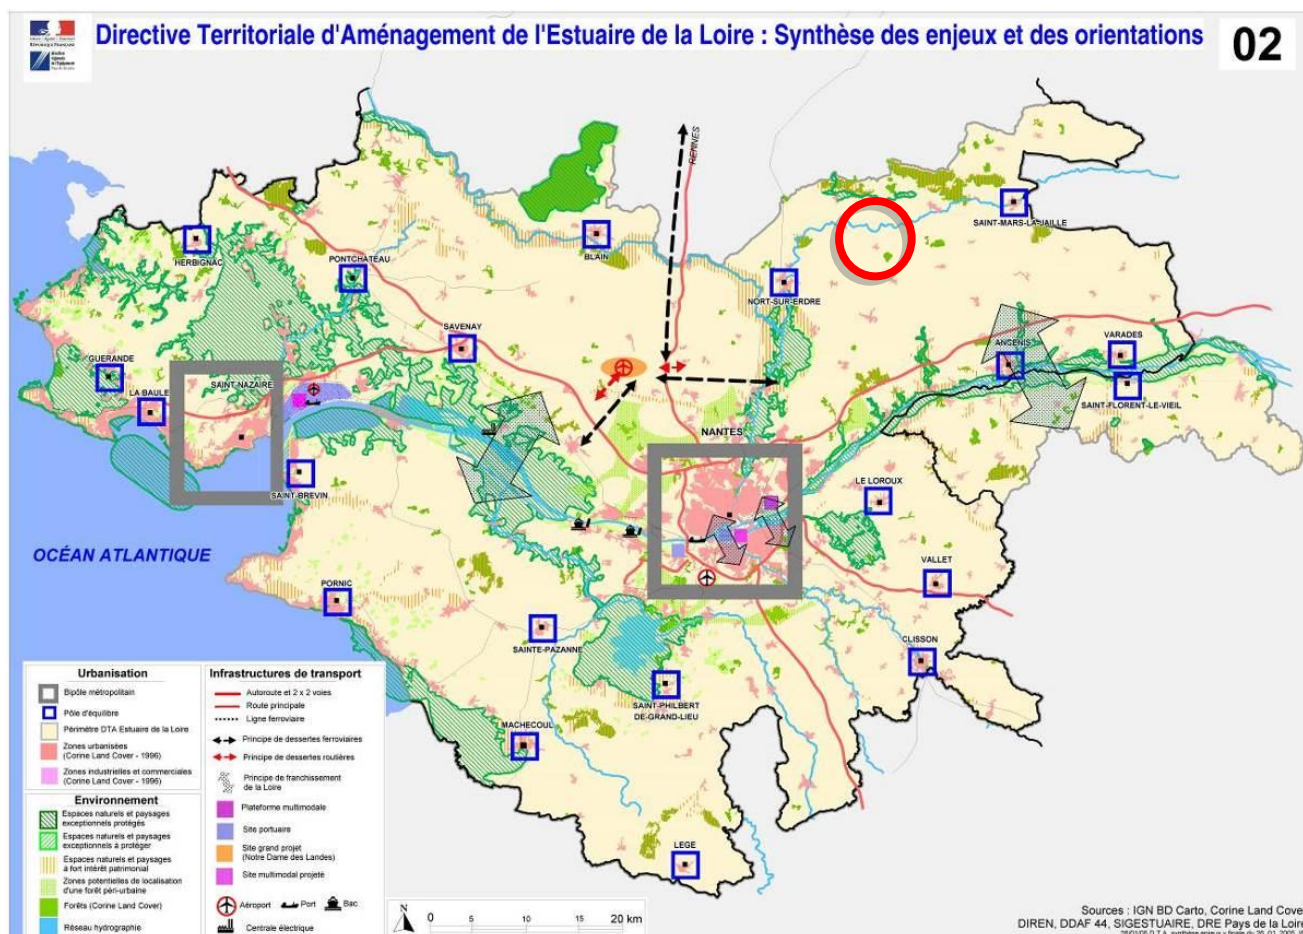 Directive Territoriale d'Aménagement de l'Estuaire de la Loire : Synthèse des enjeux et des orientations
02
RENNES
SAINT-MARS-LA-JAILLE
HERBIGNAC
BLAIN
PONTCHÂTEAU
NORT-SUR-ERDRE
SAVENAY
VARADES
ANCENIS
GUERANDE
SAINT-NAZAIRE
LA BAULE
SAINT-FLORENT-LE-VIEIL
NANTES
SAINT-BREVIN
LE LOROUX
OCÉAN ATLANTIQUE
VALLET
PORNIC
SAINTE-PAZANNE
CLISSON
SAINT-PHILBERT
DE-GRAND-LIEU
MACHECOUL
LEGE
Urbanisation
Bipôle métropolitain
Pôle d'équilibre
Périmètre DTA Estuaire de la Loire
Zones urbanisées
(Corine Land Cover - 1996)
Zones industrielles et commerciales
(Corine Land Cover - 1996)
Environnement
Espaces naturels et paysages
exceptionnels protégés
Espaces naturels et paysages
exceptionnels à protéger
Espaces naturels et paysages
à fort intérêt patrimonial
Zones potentielles de localisation
d'une forêt péri-urbaine
Forêts (Corine Land Cover)
Réseau hydrographie
Infrastructures de transport
Autoroute et 2 x 2 voies
Route principale
Ligne ferroviaire
Principe de dessertes ferroviaires
Principe de dessertes routières
Principe de franchissement
de la Loire
Plateforme multimodale
Site portuaire
Site grand projet
(Notre Dame des Landes)
Site multimodal projeté
Aéroport
Port
Bac
Centrale électrique
N
0 5 10 15 20 km
Sources : IGN BD Carto, Corine Land Cove
DIREN, DDAF 44, SIGESTUAIRE, DRE Pays de la Loire